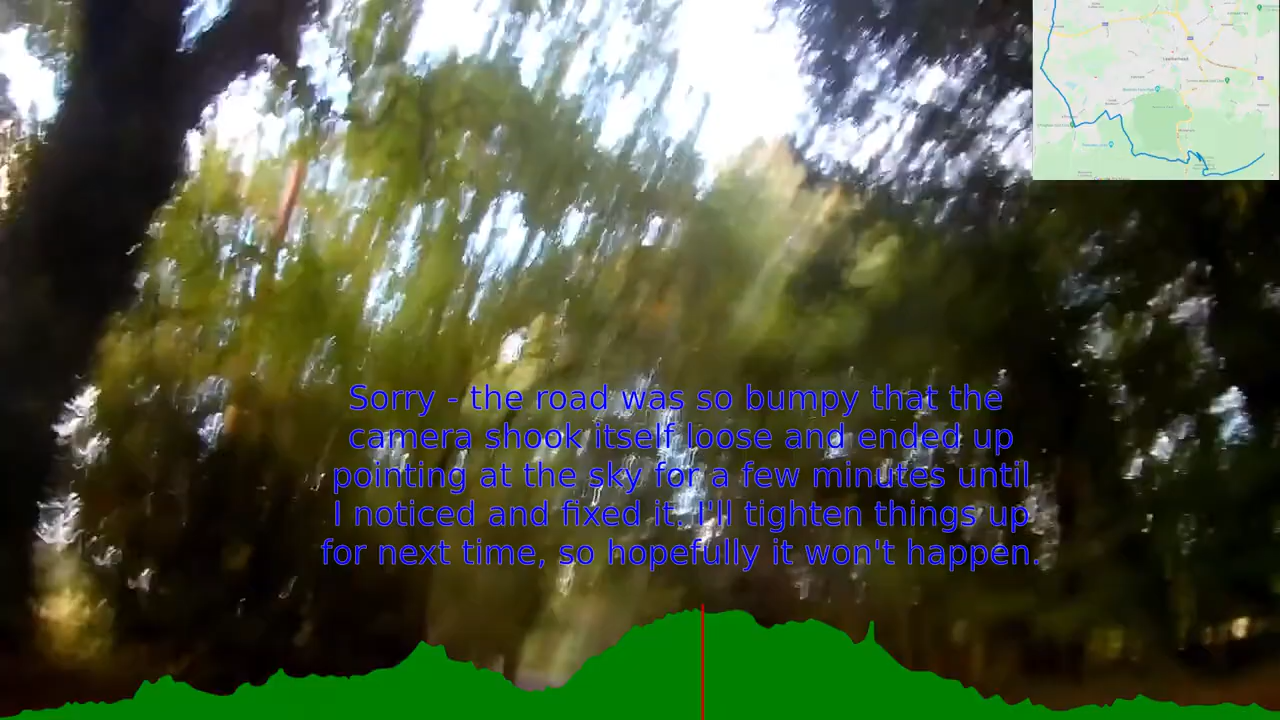 Leatherhead
Sorry - the road was so bumpy that the
camera shook itself loose and ended up
pointing at the sky for a few minutes until
I noticed and fixed it. I'll tighten things up
for next time, so hopefully it won't happen.